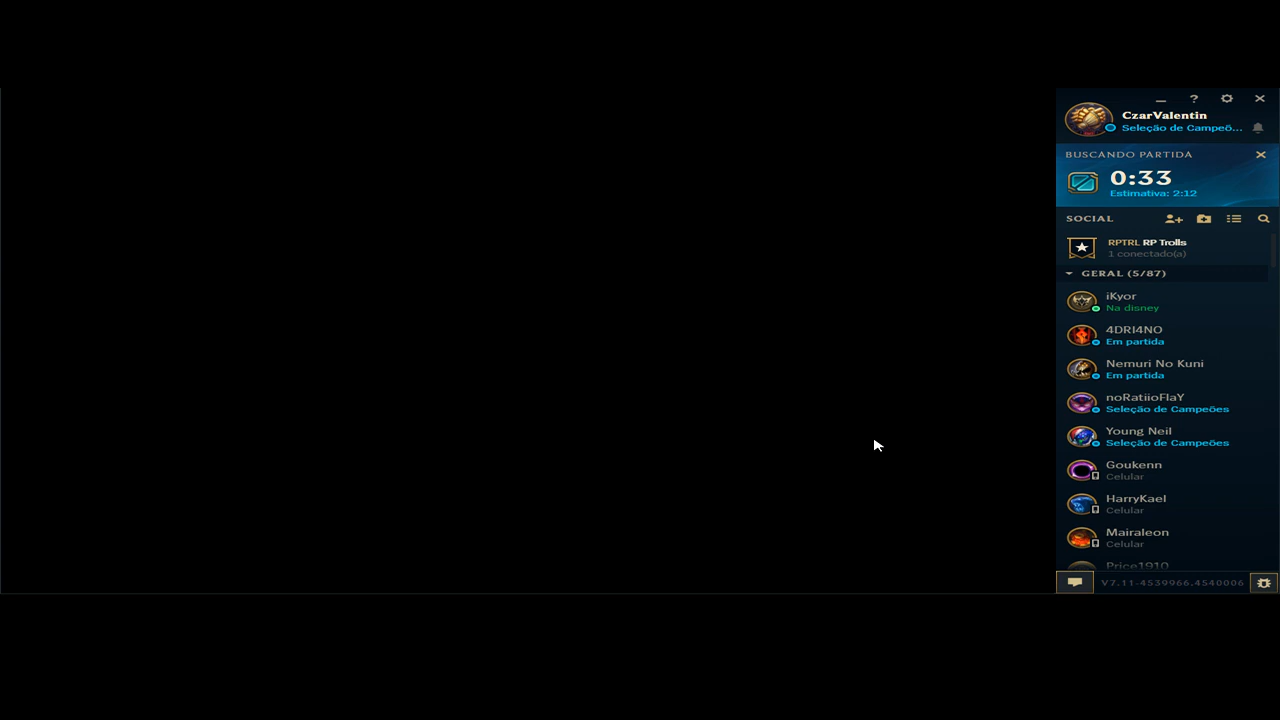 CzarValentin
Seleção de Campeõ...
BUSCANDO PARTIDA
0:33
Estimativa: 2:12
SOCIAL
RPTRL RP Trolls
1 conectado(a)
GERAL (5/87)
iKyor
Na disney
4DRI4NO
Em partida
Nemuri No Kuni
Em partida
noRatiioFlaY
Seleção de Campeões
Young Neil
Seleção de Campeões
Goukenn
Celular
HarryKael
Celular
Mairaleon
Celular
Price1910
V7.11-4539966.4540006